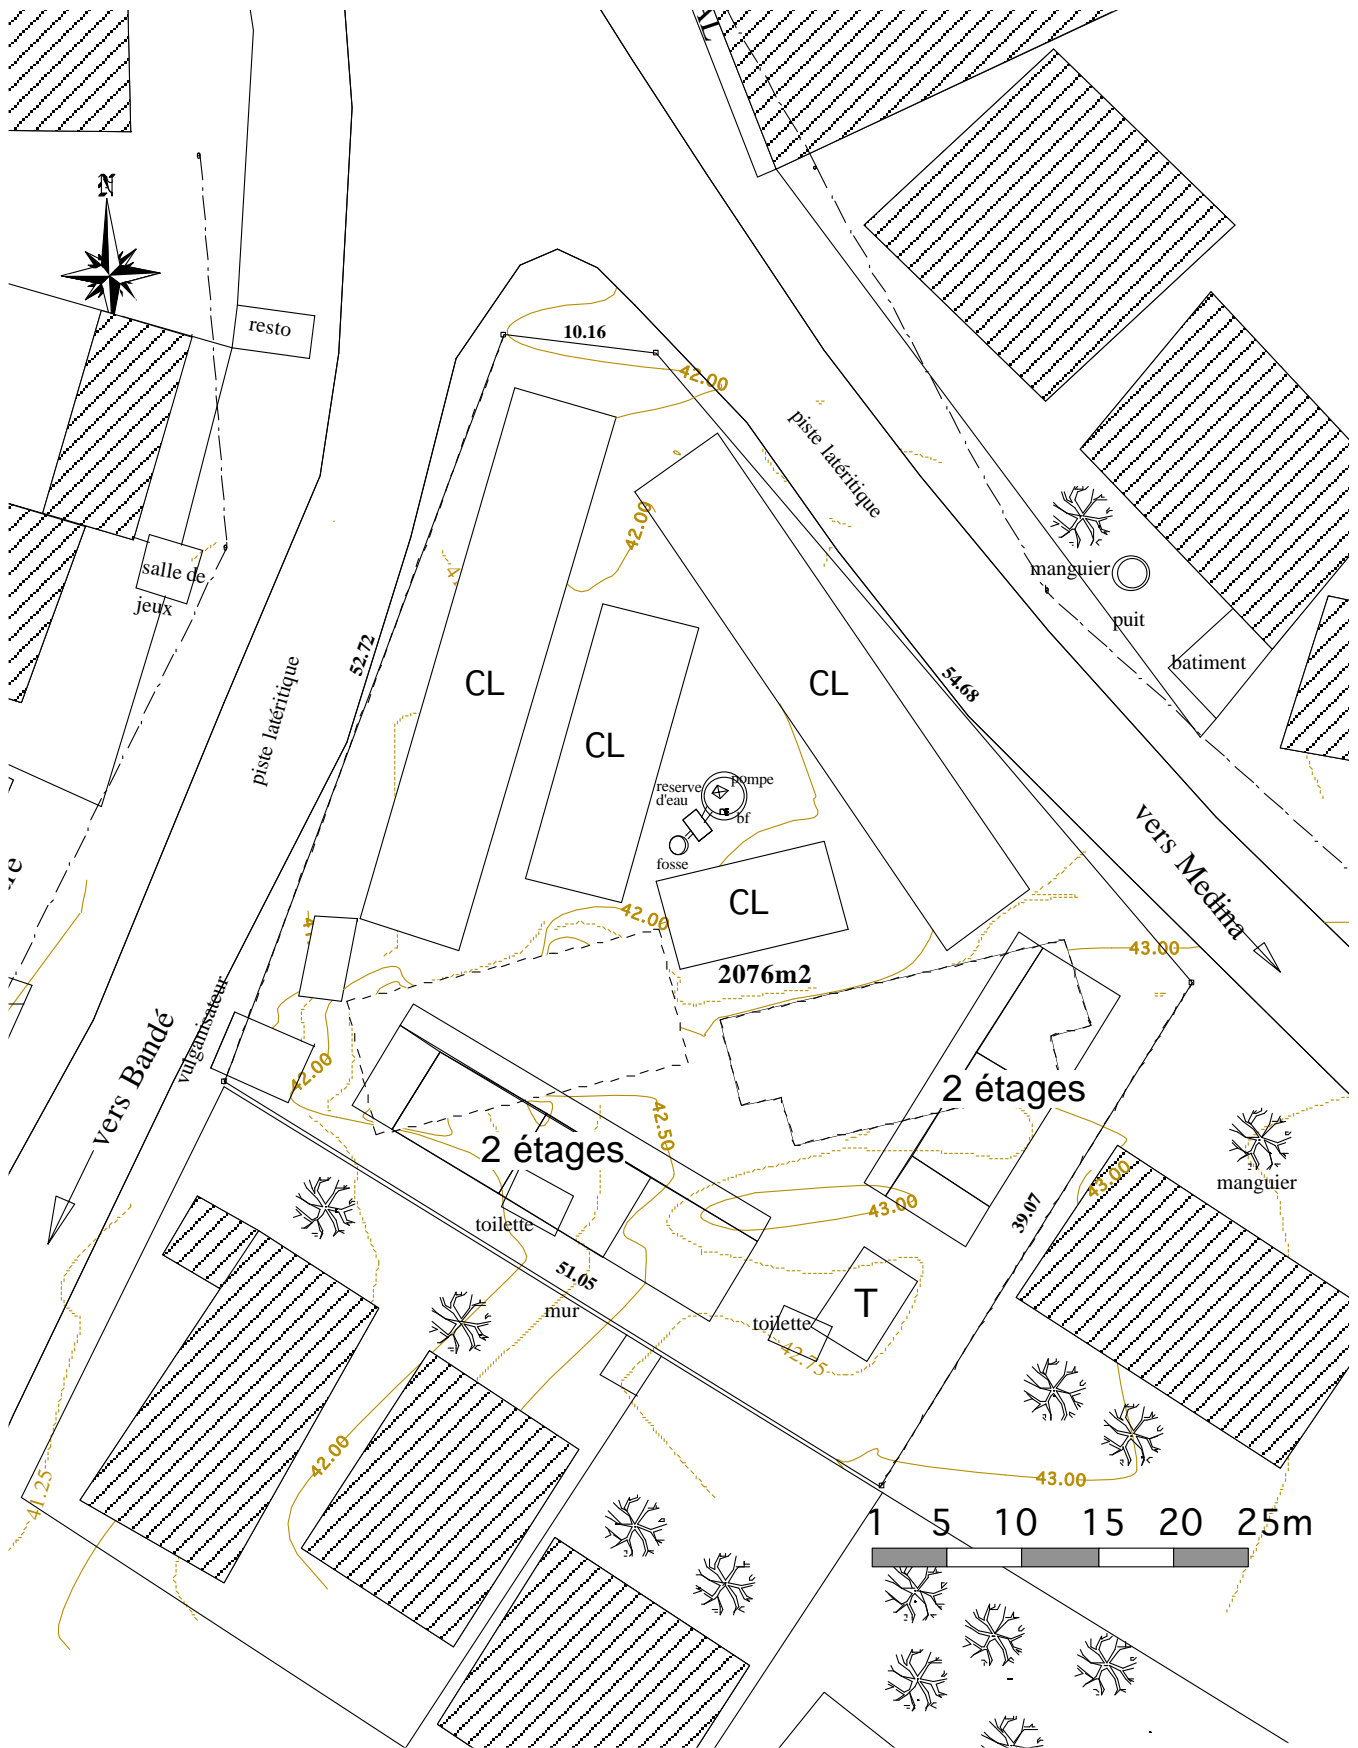 AL
N
resto
10.16
42.00
piste latéritique
42.00
manguier
salle de
jeux
puit
52.72
batiment
piste latéritique
CL
CL
54.68
CL
pompe
reserve
d'eau
bf
fosse
vers Medina
CL
42.00
43.00
2076m2
vulganisateur
vers Bandé
42.00
2 étages
42.50
2 étages
43.00
manguier
43.00
39.07
toilette
51.05
mur
T
toilette
42.75
42.00
41.25
43.00
1 5 10 15 20 25m